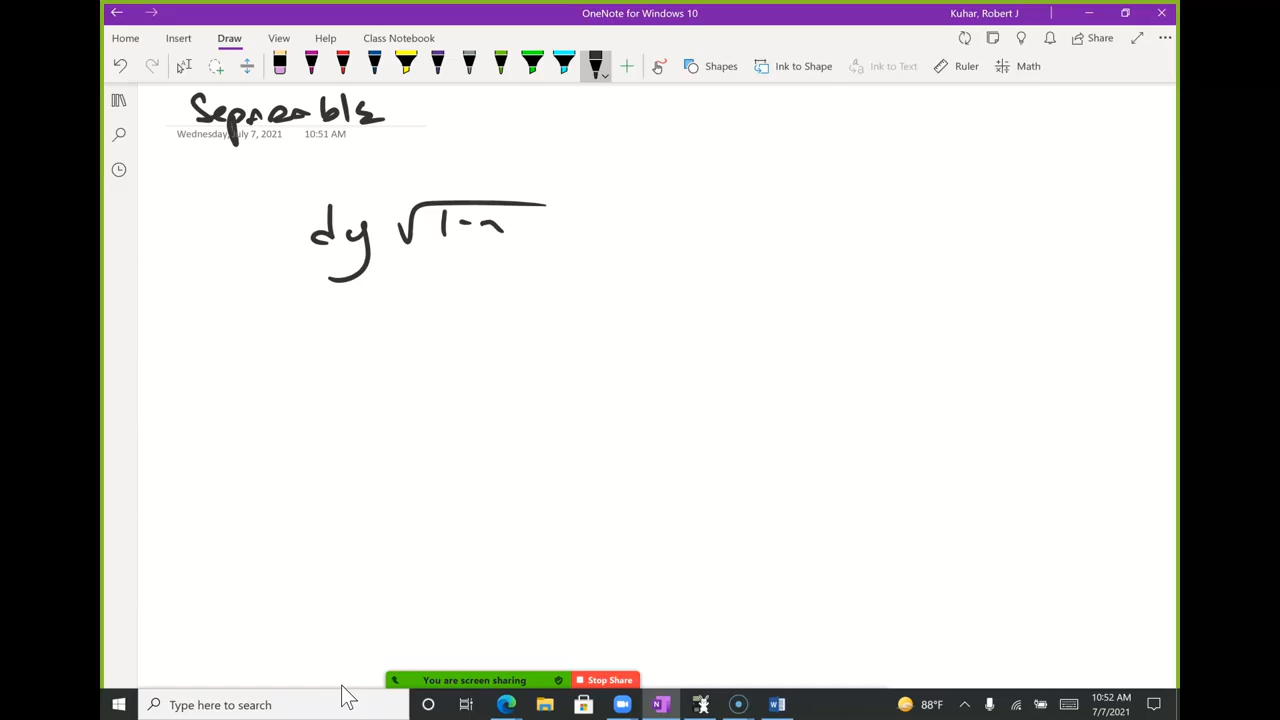 OneNote for Windows 10
Kuhar, Robert J
Home Insert Draw View Help Class Notebook
Share
Shapes Ink to Shape Ink to Text Ruler Math
Sepreable
Wednesday, July 7, 2021 10:51 AM
dy √1-
You are screen sharing Stop Share
Type here to search
88°F
10:52 AM
7/7/2021